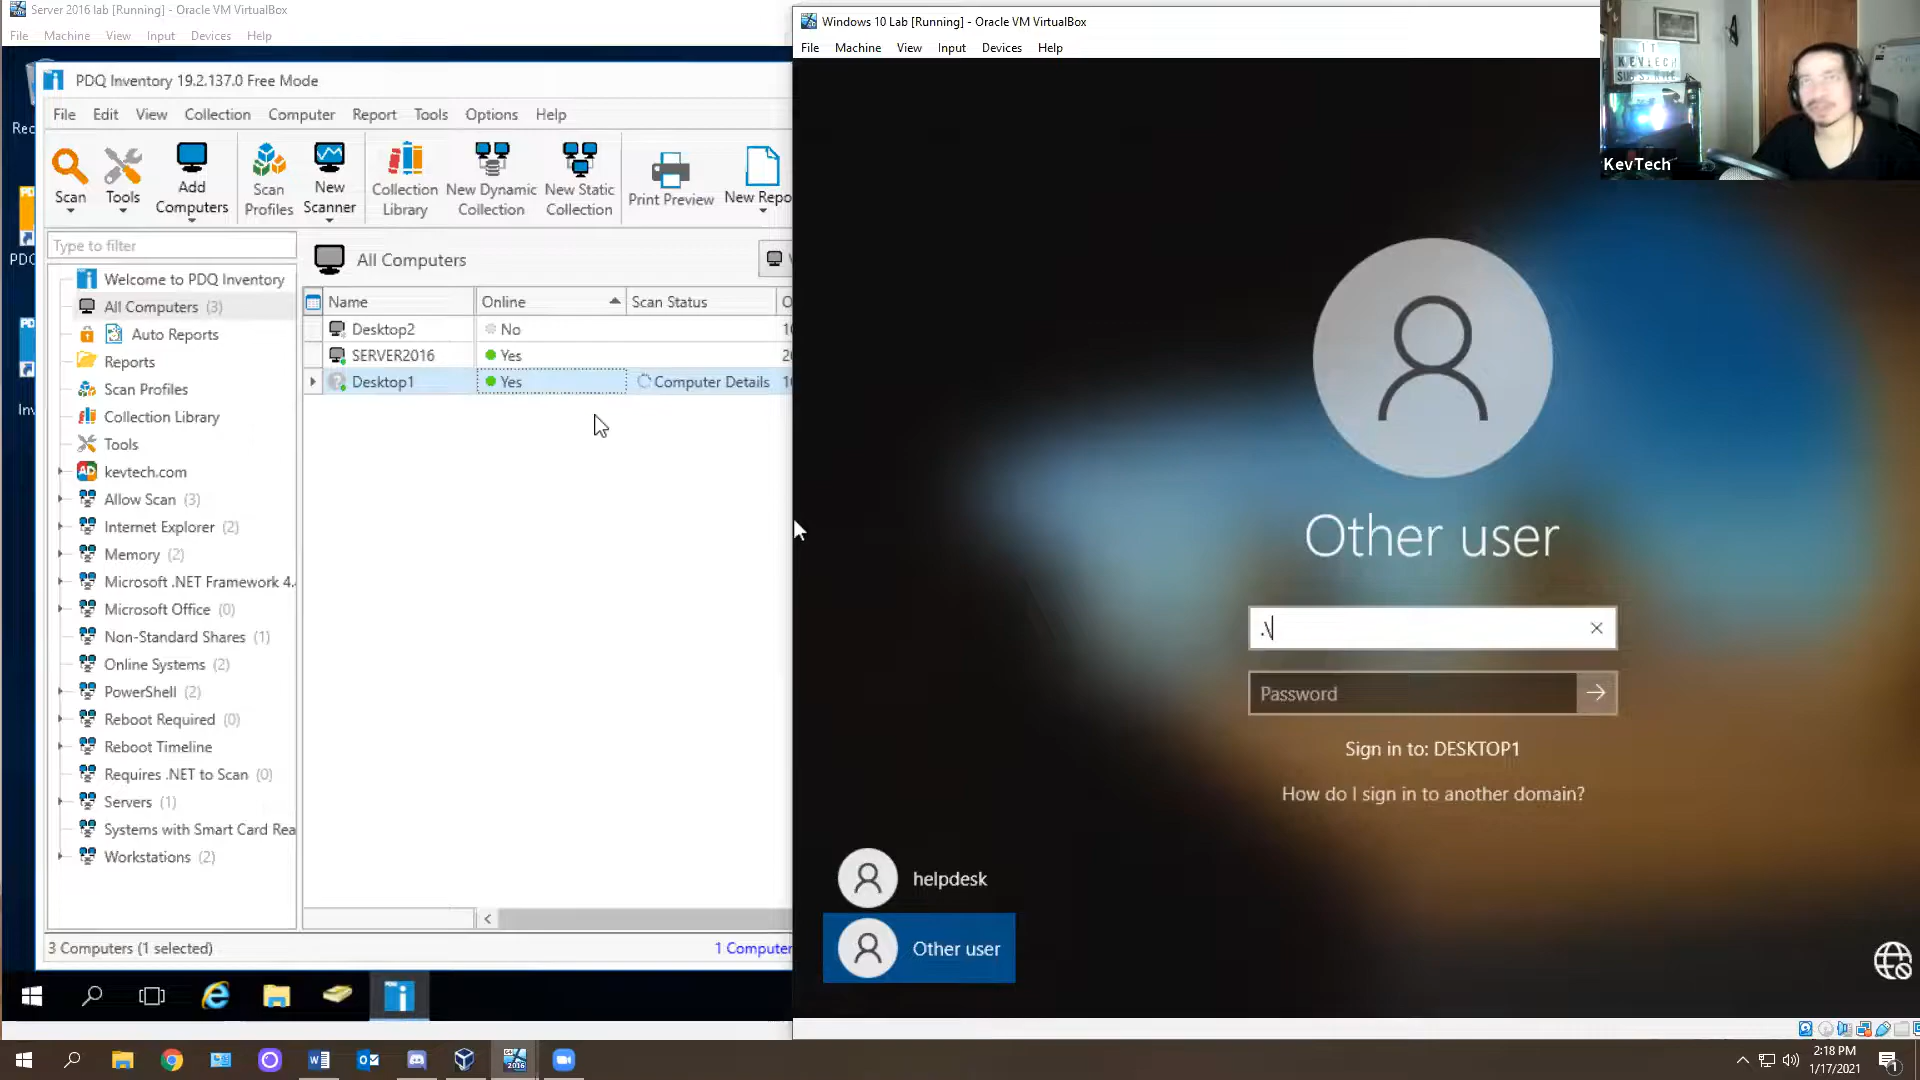 Server 2016 lab [Running] - Oracle VM VirtualBox
File Machine View Input Devices Help
Windows 10 Lab [Running] - Oracle VM VirtualBox
File Machine View Input Devices Help
KEVTECH
KevTech
PDQ Inventory 19.2.137.0 Free Mode
File Edit View Collection Computer Report Tools Options Help
Scan
Tools
Add
Computers
Scan
Profiles
New
Scanner
Collection
Library
New Dynamic
Collection
New Static
Collection
Print Preview
New Repo
Type to filter
All Computers
Welcome to PDQ Inventory
All Computers (3)
Auto Reports
Reports
Scan Profiles
Collection Library
Tools
kevtech.com
Allow Scan (3)
Internet Explorer (2)
Memory (2)
Microsoft .NET Framework 4.
Microsoft Office (0)
Non-Standard Shares (1)
Online Systems (2)
PowerShell (2)
Reboot Required (0)
Reboot Timeline
Requires .NET to Scan (0)
Servers (1)
Systems with Smart Card Rea
Workstations (2)
Name Online Scan Status O
Desktop2 No 10
SERVER2016 Yes 20
Desktop1 Yes Computer Details 10
3 Computers (1 selected)
1 Computer
Other user
.\
Password
Sign in to: DESKTOP1
How do I sign in to another domain?
helpdesk
Other user
2:18 PM
1/17/2021